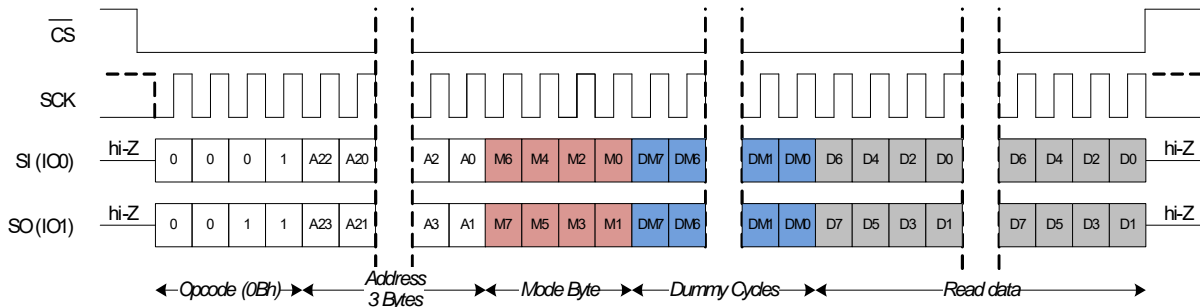 CS
SCK
SI (IO0) hi-Z 0 0 0 1 A22 A20 A2 A0 M6 M4 M2 M0 DM7 DM6 DM1 DM0 D6 D4 D2 D0 D6 D4 D2 D0 hi-Z
SO (IO1) hi-Z 0 0 1 1 A23 A21 A3 A1 M7 M5 M3 M1 DM7 DM6 DM1 DM0 D7 D5 D3 D1 D7 D5 D3 D1 hi-Z
Opcode (0Bh) Address Mode Byte Dummy Cycles Read data
3 Bytes